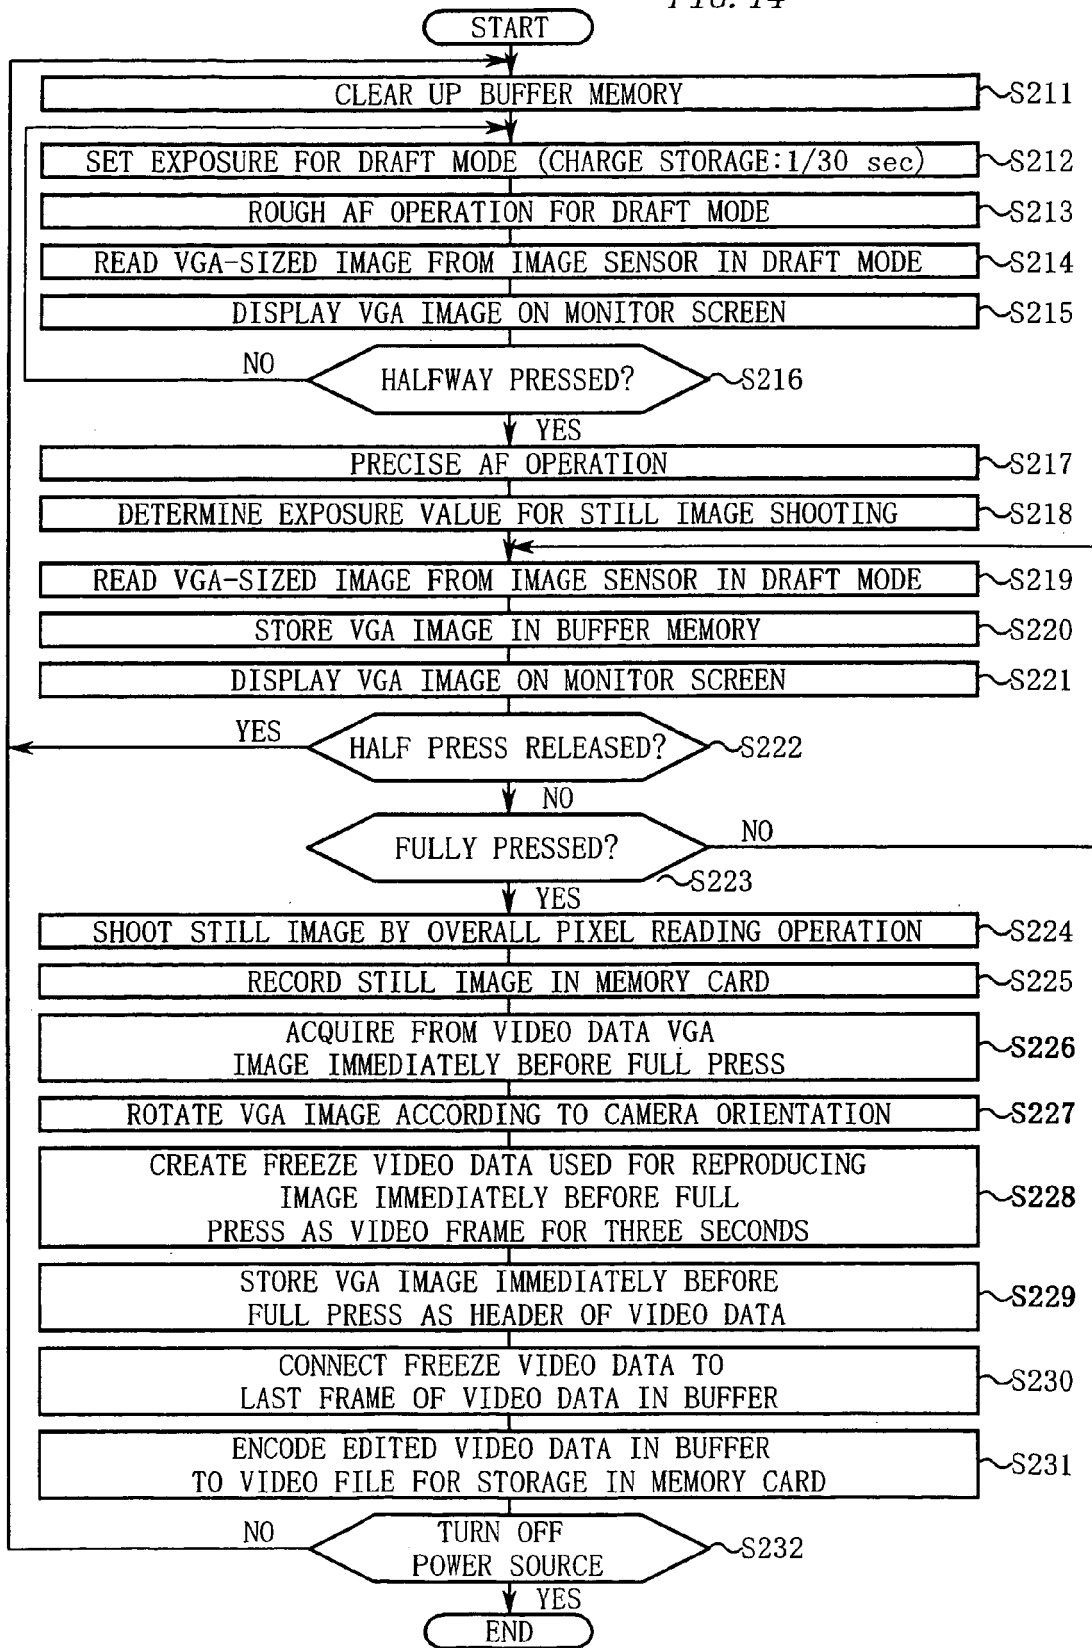 FIG. 14
START
CLEAR UP BUFFER MEMORY
S211
SET EXPOSURE FOR DRAFT MODE (CHARGE STORAGE:1/30 sec)
S212
ROUGH AF OPERATION FOR DRAFT MODE
S213
READ VGA-SIZED IMAGE FROM IMAGE SENSOR IN DRAFT MODE
S214
DISPLAY VGA IMAGE ON MONITOR SCREEN
S215
NO
HALFWAY PRESSED?
S216
YES
PRECISE AF OPERATION
S217
DETERMINE EXPOSURE VALUE FOR STILL IMAGE SHOOTING
S218
READ VGA-SIZED IMAGE FROM IMAGE SENSOR IN DRAFT MODE
S219
STORE VGA IMAGE IN BUFFER MEMORY
S220
DISPLAY VGA IMAGE ON MONITOR SCREEN
S221
YES
HALF PRESS RELEASED?
S222
NO
FULLY PRESSED?
NO
S223
YES
SHOOT STILL IMAGE BY OVERALL PIXEL READING OPERATION
S224
RECORD STILL IMAGE IN MEMORY CARD
S225
ACQUIRE FROM VIDEO DATA VGA
IMAGE IMMEDIATELY BEFORE FULL PRESS
S226
ROTATE VGA IMAGE ACCORDING TO CAMERA ORIENTATION
S227
CREATE FREEZE VIDEO DATA USED FOR REPRODUCING
IMAGE IMMEDIATELY BEFORE FULL
PRESS AS VIDEO FRAME FOR THREE SECONDS
S228
STORE VGA IMAGE IMMEDIATELY BEFORE
FULL PRESS AS HEADER OF VIDEO DATA
S229
CONNECT FREEZE VIDEO DATA TO
LAST FRAME OF VIDEO DATA IN BUFFER
S230
ENCODE EDITED VIDEO DATA IN BUFFER
TO VIDEO FILE FOR STORAGE IN MEMORY CARD
S231
NO
TURN OFF
POWER SOURCE
S232
YES
END